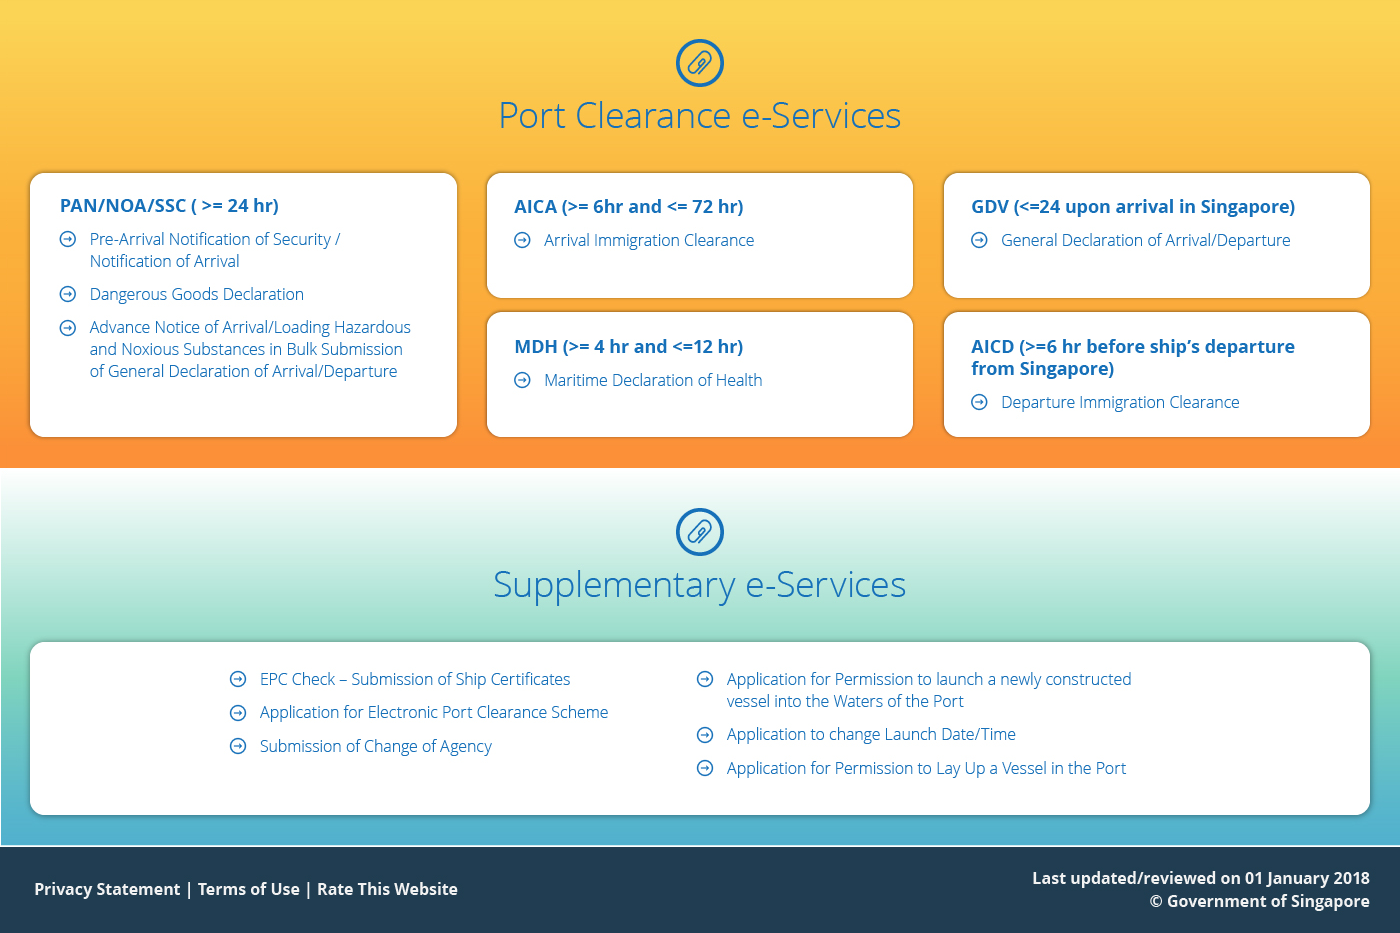 Port Clearance e-Services
PAN/NOA/SSC ( >= 24 hr)
Pre-Arrival Notification of Security /
Notification of Arrival
Dangerous Goods Declaration
Advance Notice of Arrival/Loading Hazardous
and Noxious Substances in Bulk Submission
of General Declaration of Arrival/Departure
AICA (>= 6hr and <= 72 hr)
Arrival Immigration Clearance
MDH (>= 4 hr and <=12 hr)
Maritime Declaration of Health
GDV (<=24 upon arrival in Singapore)
General Declaration of Arrival/Departure
AICD (>=6 hr before ship’s departure
from Singapore)
Departure Immigration Clearance
Supplementary e-Services
EPC Check – Submission of Ship Certificates
Application for Electronic Port Clearance Scheme
Submission of Change of Agency
Application for Permission to launch a newly constructed
vessel into the Waters of the Port
Application to change Launch Date/Time
Application for Permission to Lay Up a Vessel in the Port
Privacy Statement | Terms of Use | Rate This Website
Last updated/reviewed on 01 January 2018
© Government of Singapore